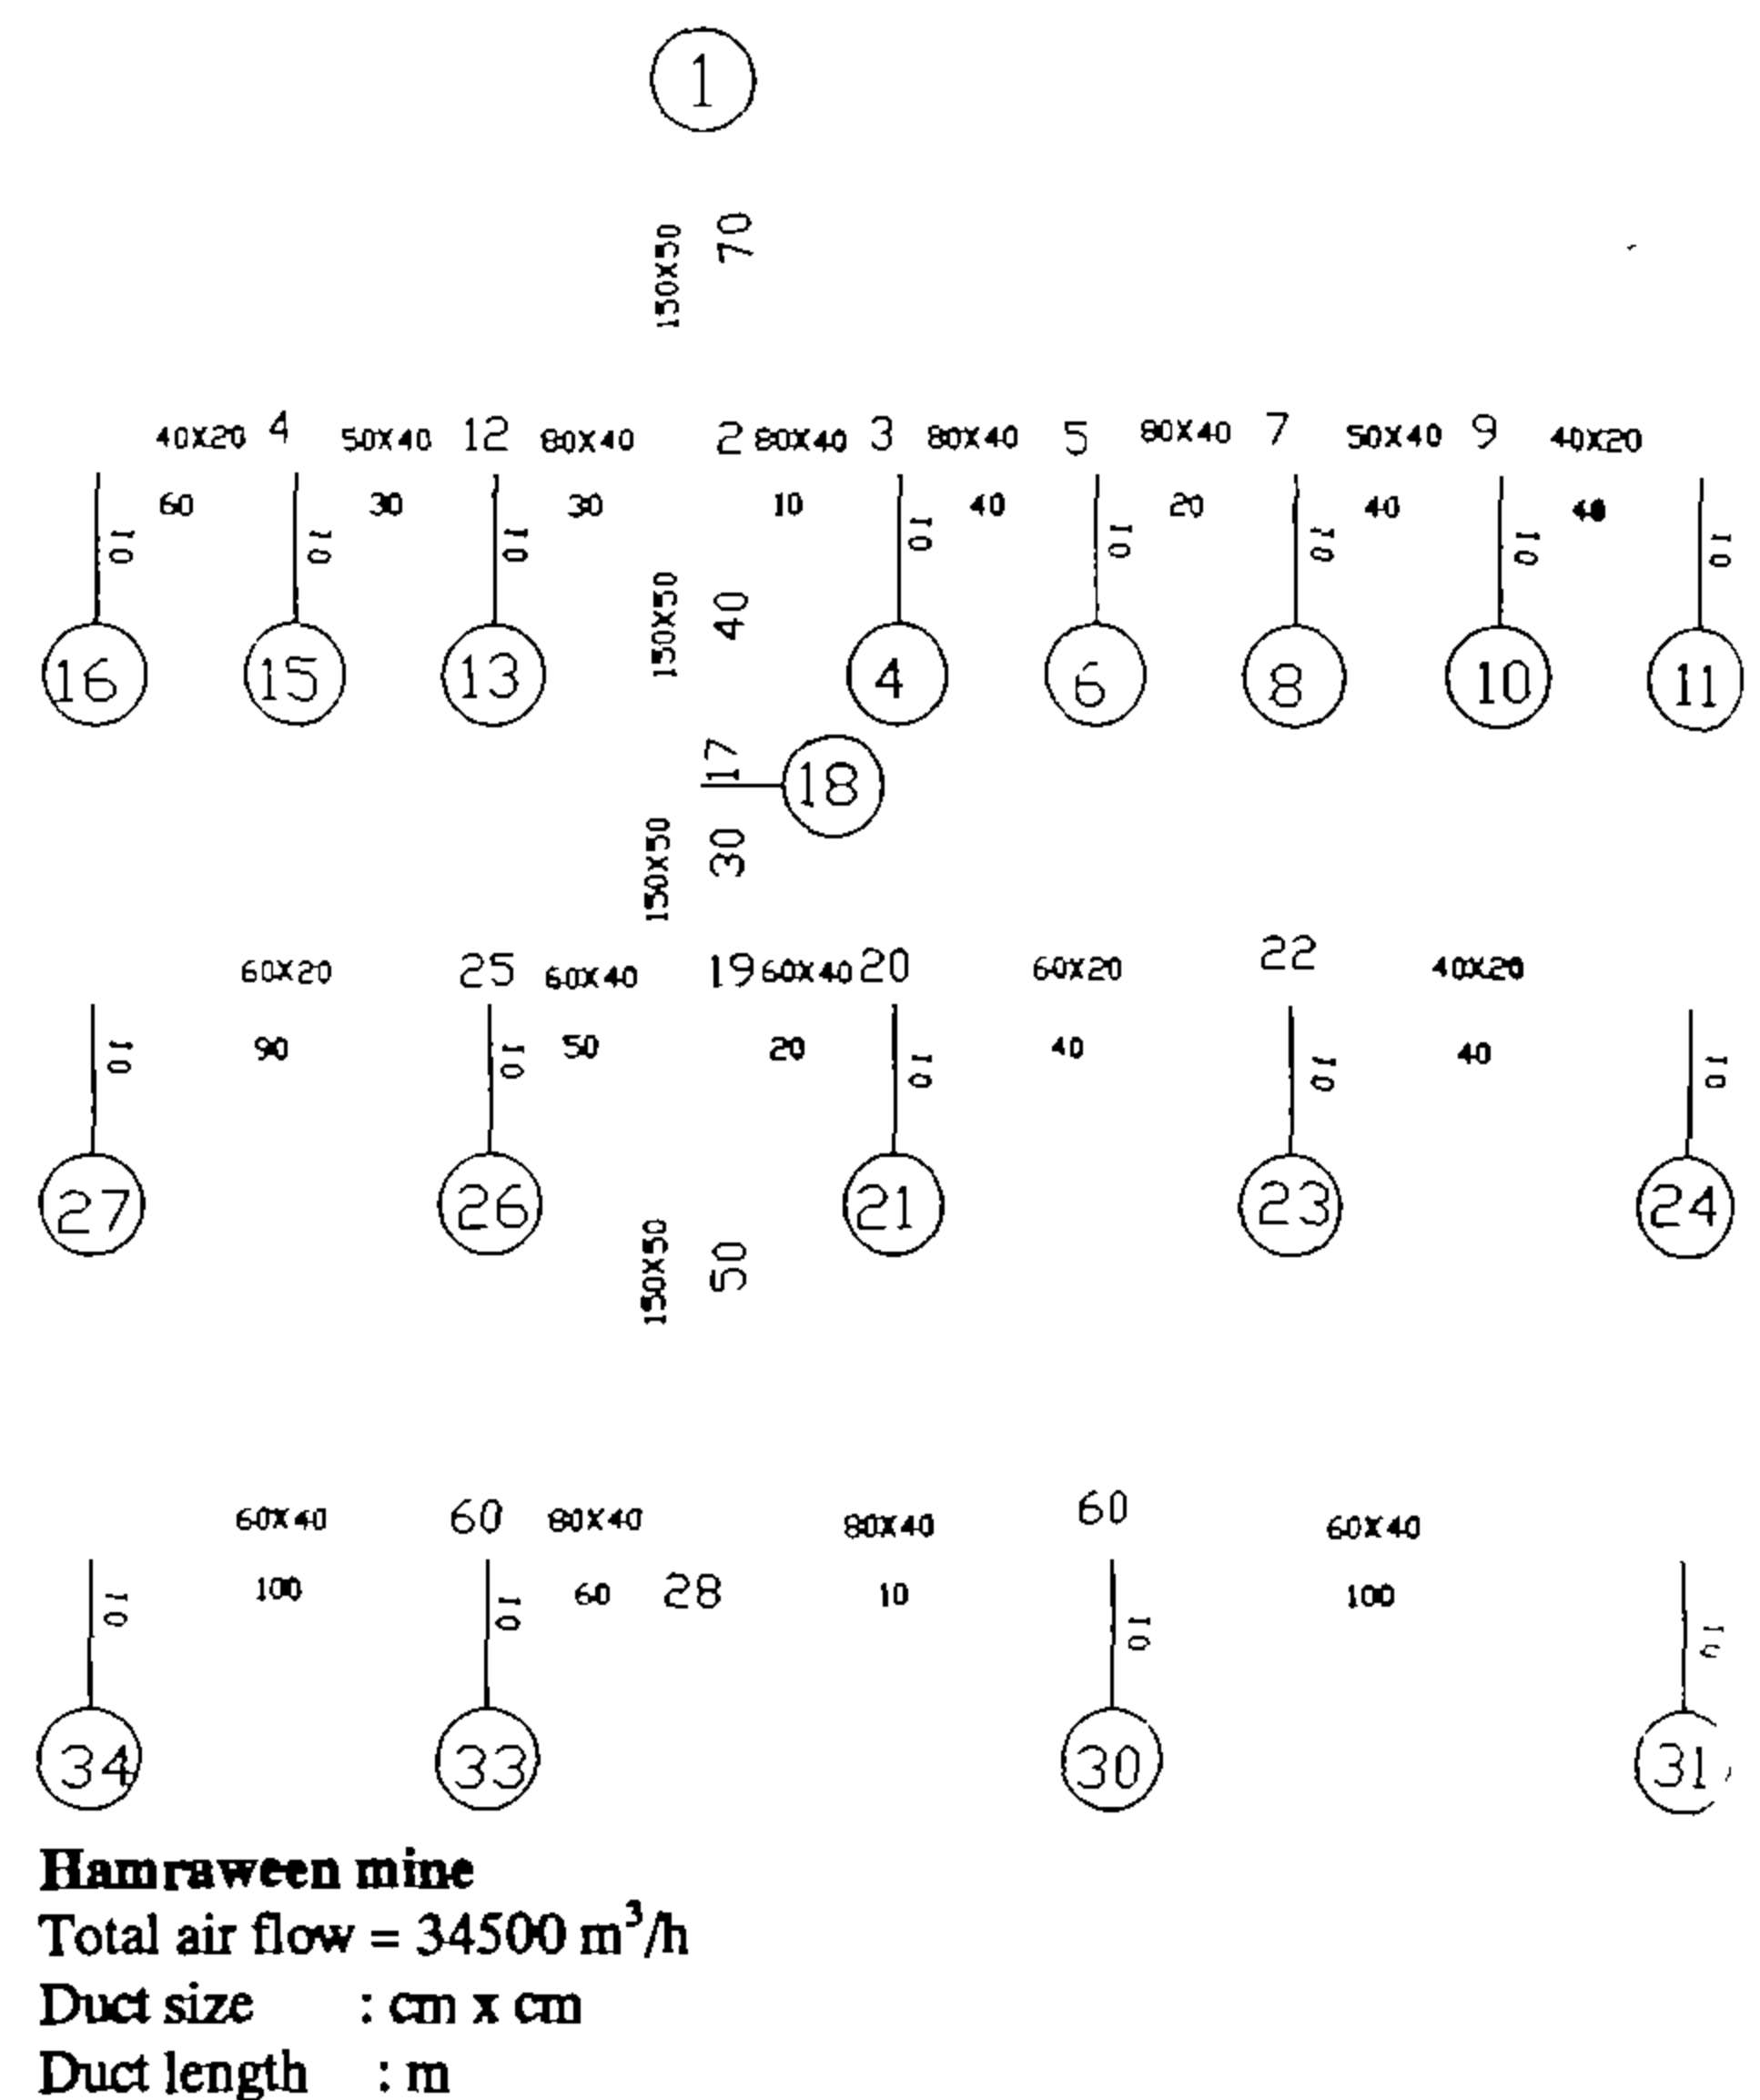 1
150X50 70
40X20 4 50X40 12 80X40 2 80X40 3 80X40 5 80X40 7 50X40 9 40X20
60 30 30 10 40 20 40 40
10 10 10 10 10 10 10 10
150X50 40
16 15 13 4 6 8 10 11
17 18
150X50 30
60X20 25 60X40 19 60X40 20 60X20 22 40X20
90 50 20 40 40
10 10 10 10 10
27 26 21 23 24
150X50 50
60X40 60 80X40 80X40 60 60X40
100 60 28 10 100
10 10 10
34 33 30 31
Hamraween mine
Total air flow = 34500 m³/h
Duct size : cm x cm
Duct length : m